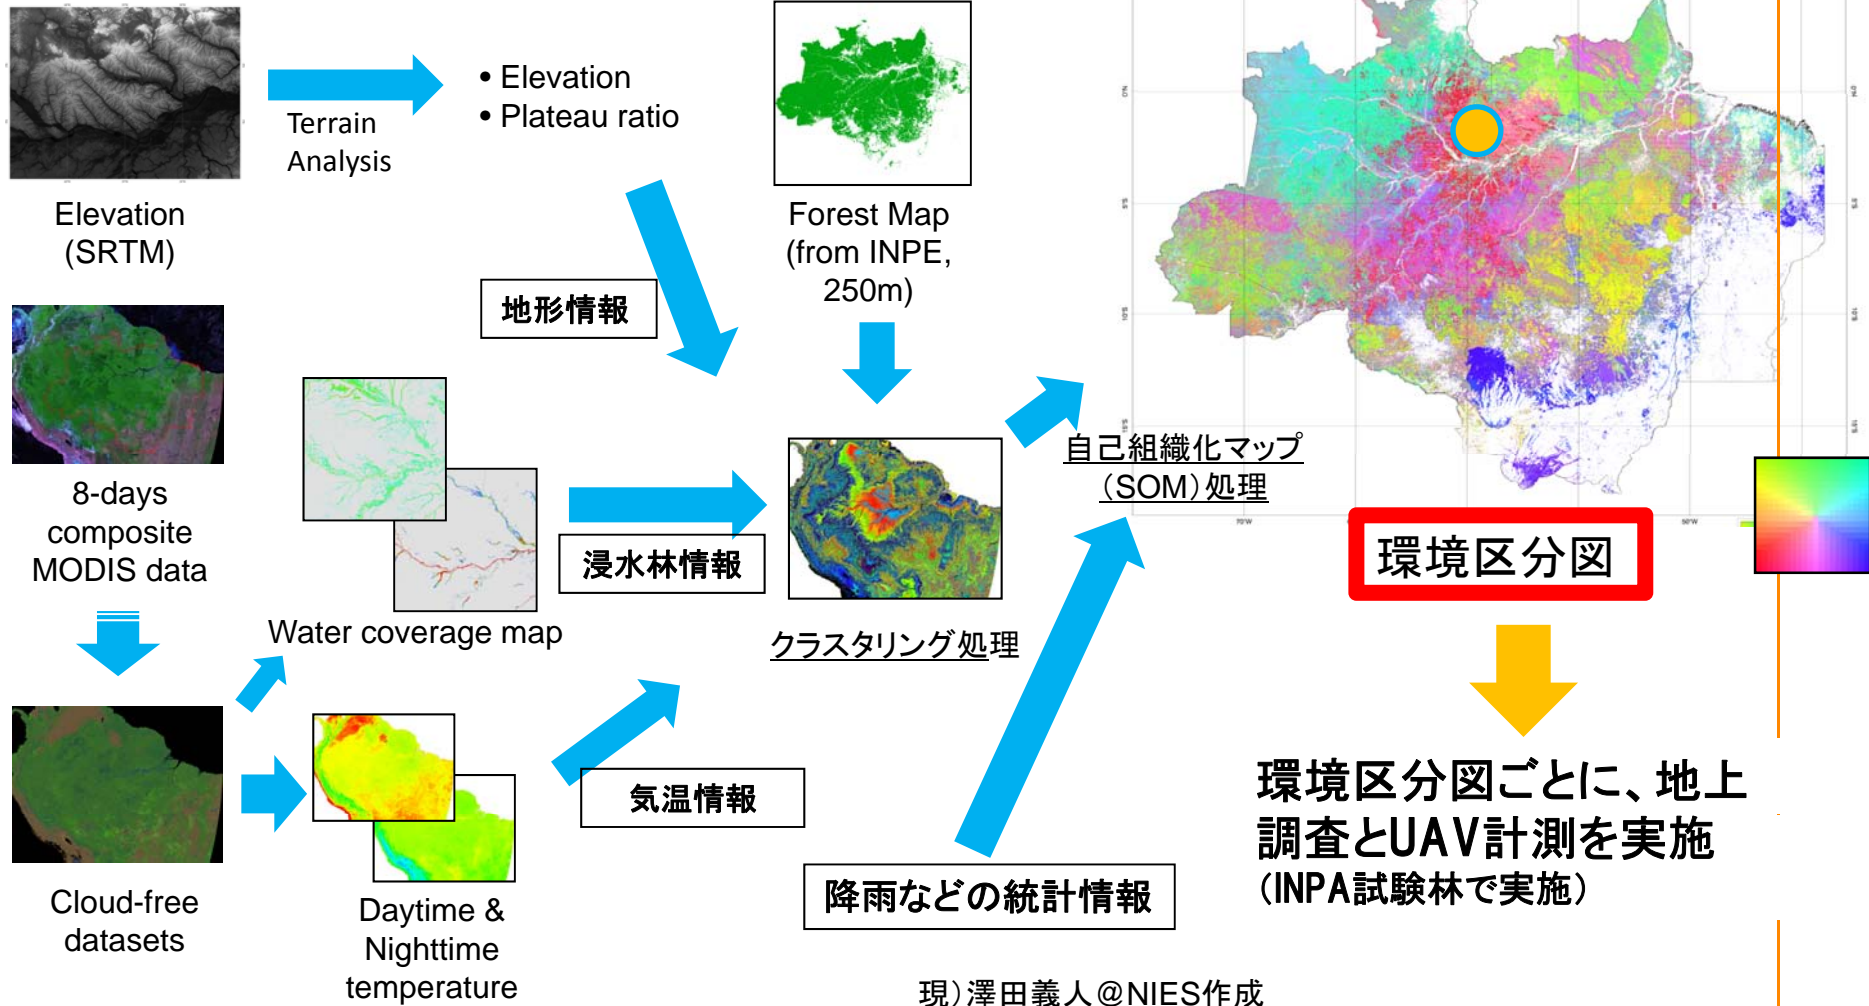 Terrain
Analysis
• Elevation
• Plateau ratio
Elevation
(SRTM)
Forest Map
(from INPE,
250m)
地形情報
8-days
composite
MODIS data
Water coverage map
浸水林情報
クラスタリング処理
自己組織化マップ
（SOM）処理
環境区分図
Cloud-free
datasets
Daytime &
Nighttime
temperature
気温情報
降雨などの統計情報
環境区分図ごとに、地上
調査とUAV計測を実施
（INPA試験林で実施）
現）澤田義人＠NIES作成